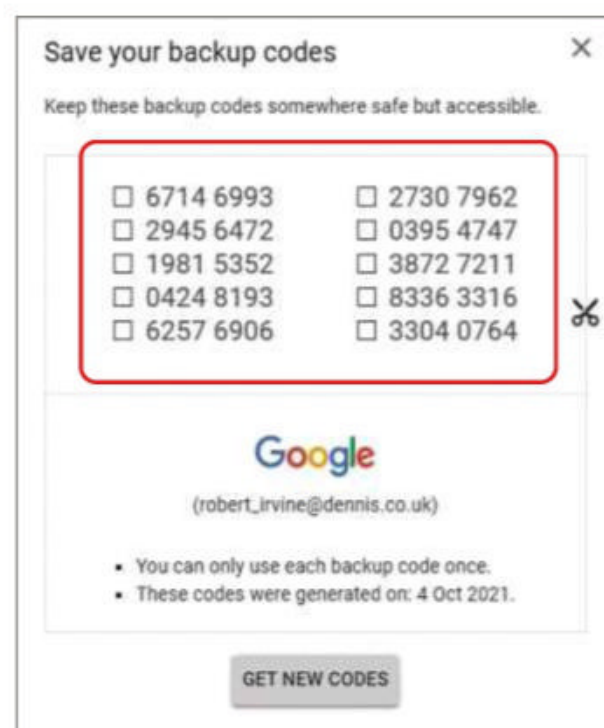 Save your backup codes
Keep these backup codes somewhere safe but accessible.
6714 6993 2730 7962
2945 6472 0395 4747
1981 5352 3872 7211
0424 8193 8336 3316
6257 6906 3304 0764
Google
(robert_irvine@dennis.co.uk)
You can only use each backup code once.
These codes were generated on: 4 Oct 2021.
GET NEW CODES